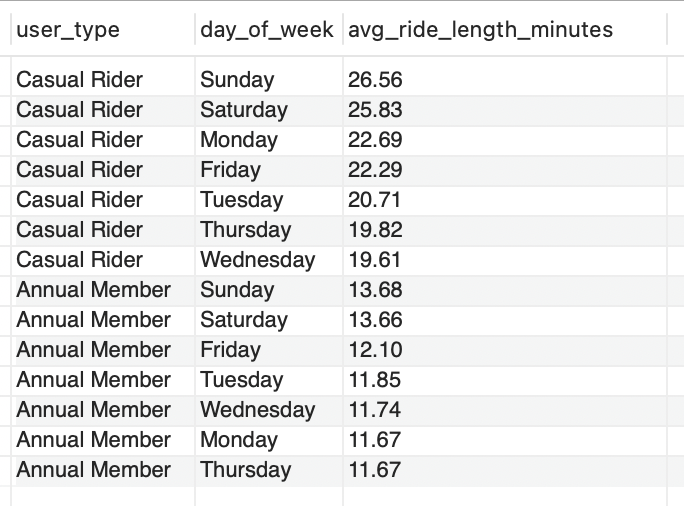 user_type day_of_week avg_ride_length_minutes
Casual Rider Sunday 26.56
Casual Rider Saturday 25.83
Casual Rider Monday 22.69
Casual Rider Friday 22.29
Casual Rider Tuesday 20.71
Casual Rider Thursday 19.82
Casual Rider Wednesday 19.61
Annual Member Sunday 13.68
Annual Member Saturday 13.66
Annual Member Friday 12.10
Annual Member Tuesday 11.85
Annual Member Wednesday 11.74
Annual Member Monday 11.67
Annual Member Thursday 11.67